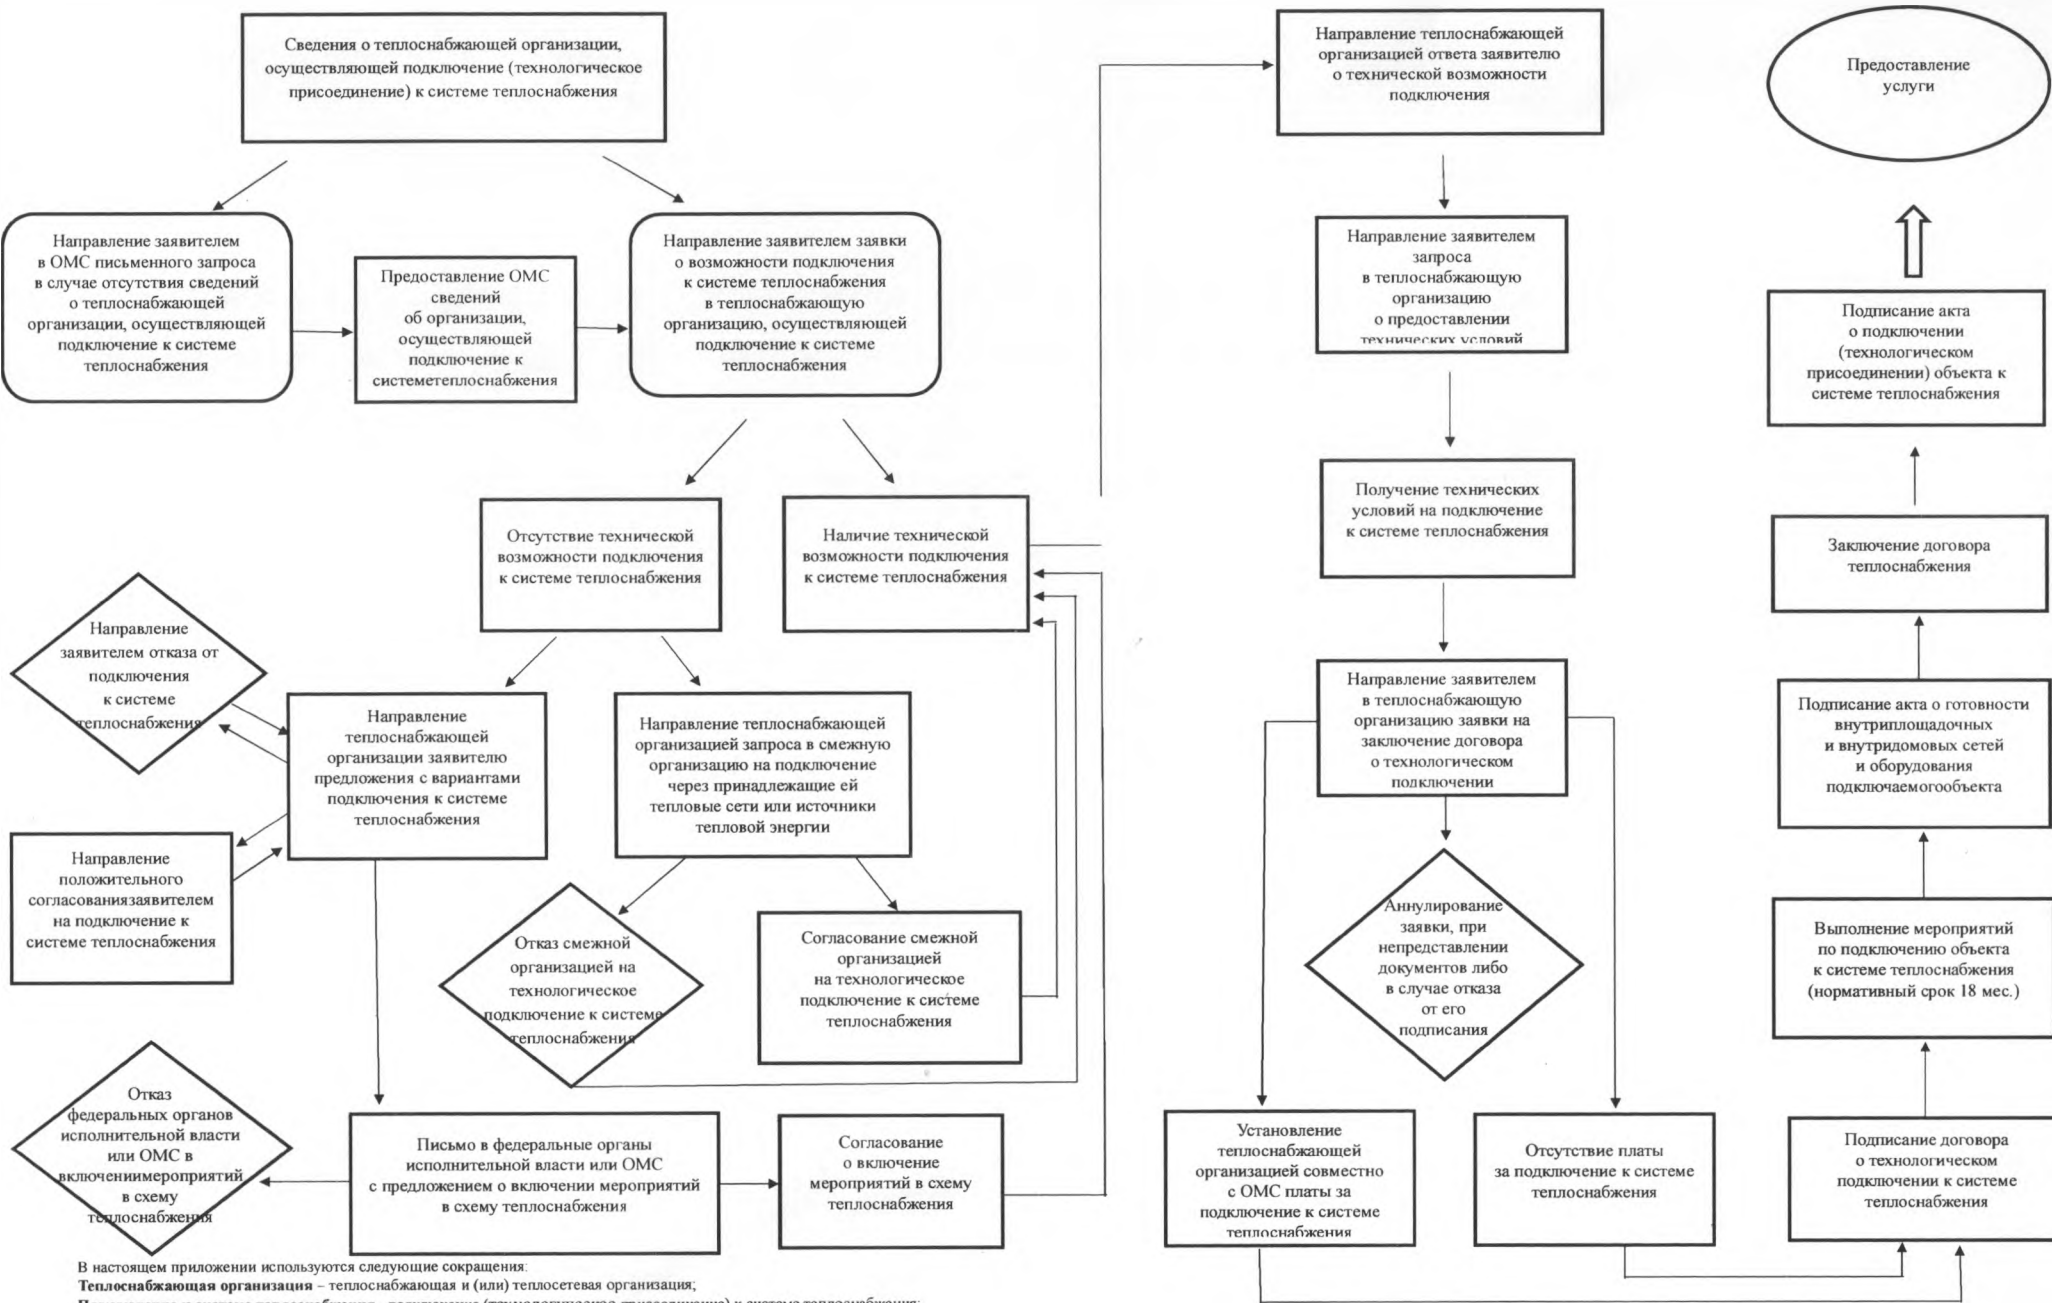 Сведения о теплоснабжающей организации,
осуществляющей подключение (технологическое
присоединение) к системе теплоснабжения
Направление заявителем
в ОМС письменного запроса
в случае отсутствия сведений
о теплоснабжающей
организации, осуществляющей
подключение к системе
теплоснабжения
Предоставление ОМС
сведений
об организации,
осуществляющей
подключение к
системетеплоснабжения
Направление заявителем заявки
о возможности подключения
к системе теплоснабжения
в теплоснабжающую
организацию, осуществляющей
подключение к системе
теплоснабжения
Отсутствие технической
возможности подключения
к системе теплоснабжения
Наличие технической
возможности подключения
к системе теплоснабжения
Направление
заявителем отказа от
подключения
к системе
теплоснабжения
Направление
теплоснабжающей
организации заявителю
предложения с вариантами
подключения к системе
теплоснабжения
Направление теплоснабжающей
организацией запроса в смежную
организацию на подключение
через принадлежащие ей
тепловые сети или источники
тепловой энергии
Направление
положительного
согласованиязаявителем
на подключение к
системе теплоснабжения
Отказ смежной
организацией на
технологическое
подключение к системе
теплоснабжения
Согласование смежной
организацией
на технологическое
подключение к системе
теплоснабжения
Отказ
федеральных органов
исполнительной власти
или ОМС в
включениимероприятий
в схему
теплоснабжения
Письмо в федеральные органы
исполнительной власти или ОМС
с предложением о включении мероприятий
в схему теплоснабжения
Согласование
о включение
мероприятий в схему
теплоснабжения
Направление теплоснабжающей
организацией ответа заявителю
о технической возможности
подключения
Направление заявителем
запроса
в теплоснабжающую
организацию
о предоставлении
технических условий
Получение технических
условий на подключение
к системе теплоснабжения
Направление заявителем
в теплоснабжающую
организацию заявки на
заключение договора
о технологическом
подключении
Аннулирование
заявки, при
непредставлении
документов либо
в случае отказа
от его
подписания
Установление
теплоснабжающей
организацией совместно
с ОМС платы за
подключение к системе
теплоснабжения
Отсутствие платы
за подключение к системе
теплоснабжения
Предоставление
услуги
Подписание акта
о подключении
(технологическом
присоединении) объекта к
системе теплоснабжения
Заключение договора
теплоснабжения
Подписание акта о готовности
внутриплощадочных
и внутридомовых сетей
и оборудования
подключаемогообъекта
Выполнение мероприятий
по подключению объекта
к системе теплоснабжения
(нормативный срок 18 мес.)
Подписание договора
о технологическом
подключении к системе
теплоснабжения
В настоящем приложении используются следующие сокращения:
Теплоснабжающая организация – теплоснабжающая и (или) теплосетевая организация;